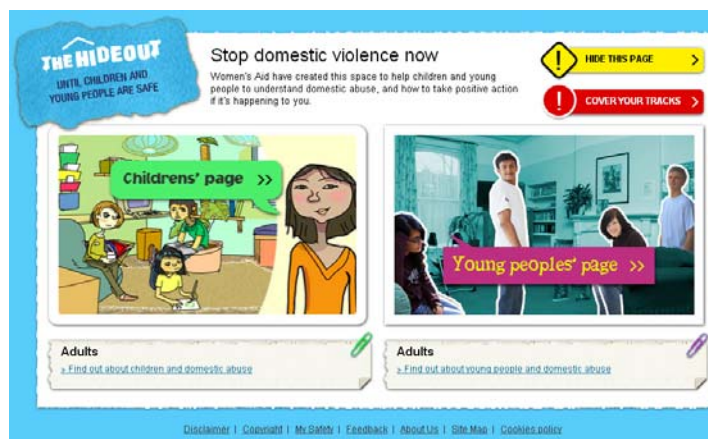 THE HIDEOUT
UNTIL CHILDREN AND
YOUNG PEOPLE ARE SAFE
Stop domestic violence now
Women's Aid have created this space to help children and young
people to understand domestic abuse, and how to take positive action
if it's happening to you.
HIDE THIS PAGE
COVER YOUR TRACKS
Childrens' page >>
Young peoples' page >>
Adults
» Find out about children and domestic abuse
Adults
» Find out about young people and domestic abuse
Disclaimer | Copyright | My Safety | Feedback | About Us | Site Map | Cookies policy